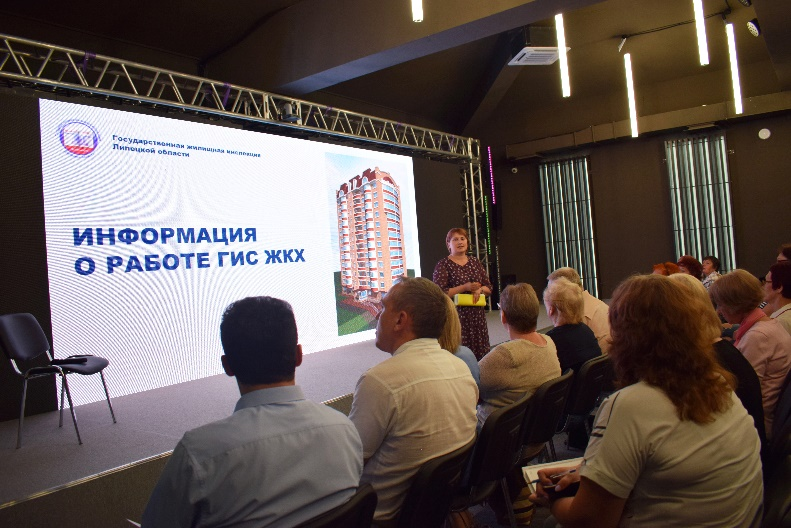 Государственная жилищная инспекция
Липецкой области
ИНФОРМАЦИЯ
О РАБОТЕ ГИС ЖКХ